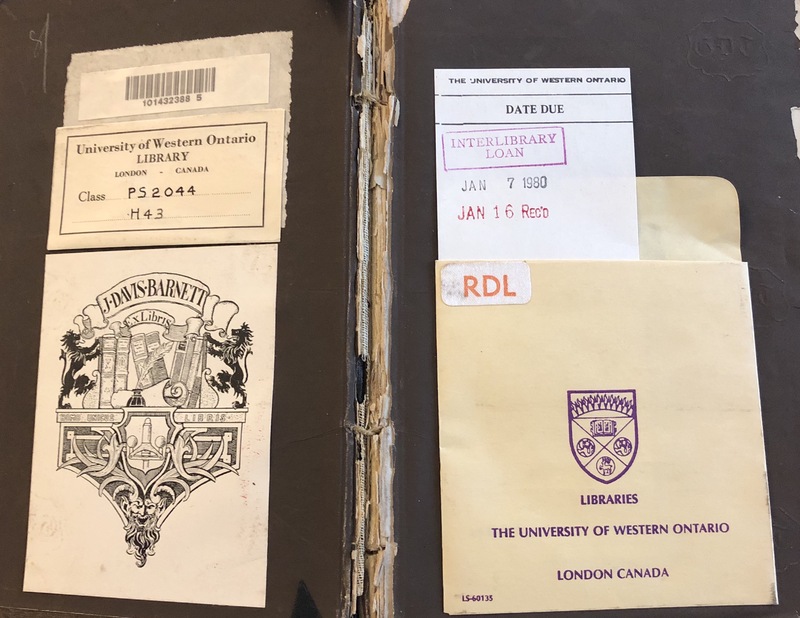 101432388 5
University of Western Ontario
LIBRARY
LONDON - CANADA
Class PS2044
H43
J·DAVIS·BARNETT
Ex Libris
LIBRIS
THE UNIVERSITY OF WESTERN ONTARIO
DATE DUE
INTERLIBRARY
LOAN
JAN 7 1980
JAN 16 REC'D
RDL
LIBRARIES
THE UNIVERSITY OF WESTERN ONTARIO
LONDON CANADA
LS-60135